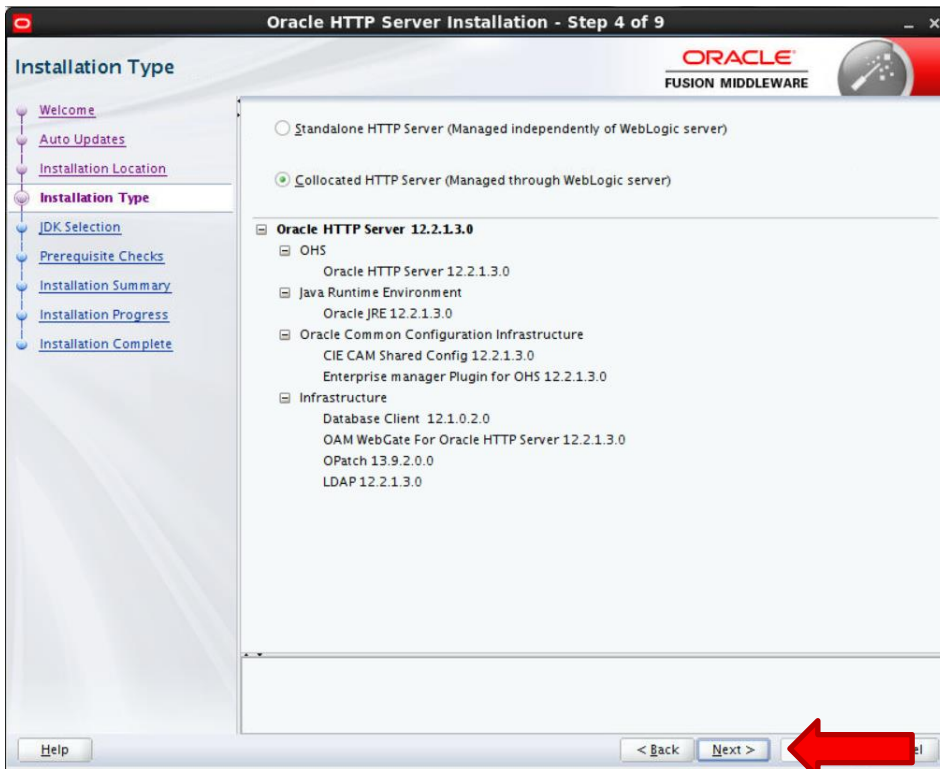 Oracle HTTP Server Installation - Step 4 of 9
Installation Type
ORACLE
FUSION MIDDLEWARE
Welcome
Auto Updates
Installation Location
Installation Type
JDK Selection
Prerequisite Checks
Installation Summary
Installation Progress
Installation Complete
Standalone HTTP Server (Managed independently of WebLogic server)
Collocated HTTP Server (Managed through WebLogic server)
Oracle HTTP Server 12.2.1.3.0
OHS
Oracle HTTP Server 12.2.1.3.0
Java Runtime Environment
Oracle JRE 12.2.1.3.0
Oracle Common Configuration Infrastructure
CIE CAM Shared Config 12.2.1.3.0
Enterprise manager Plugin for OHS 12.2.1.3.0
Infrastructure
Database Client 12.1.0.2.0
OAM WebGate For Oracle HTTP Server 12.2.1.3.0
OPatch 13.9.2.0.0
LDAP 12.2.1.3.0
Help < Back Next >